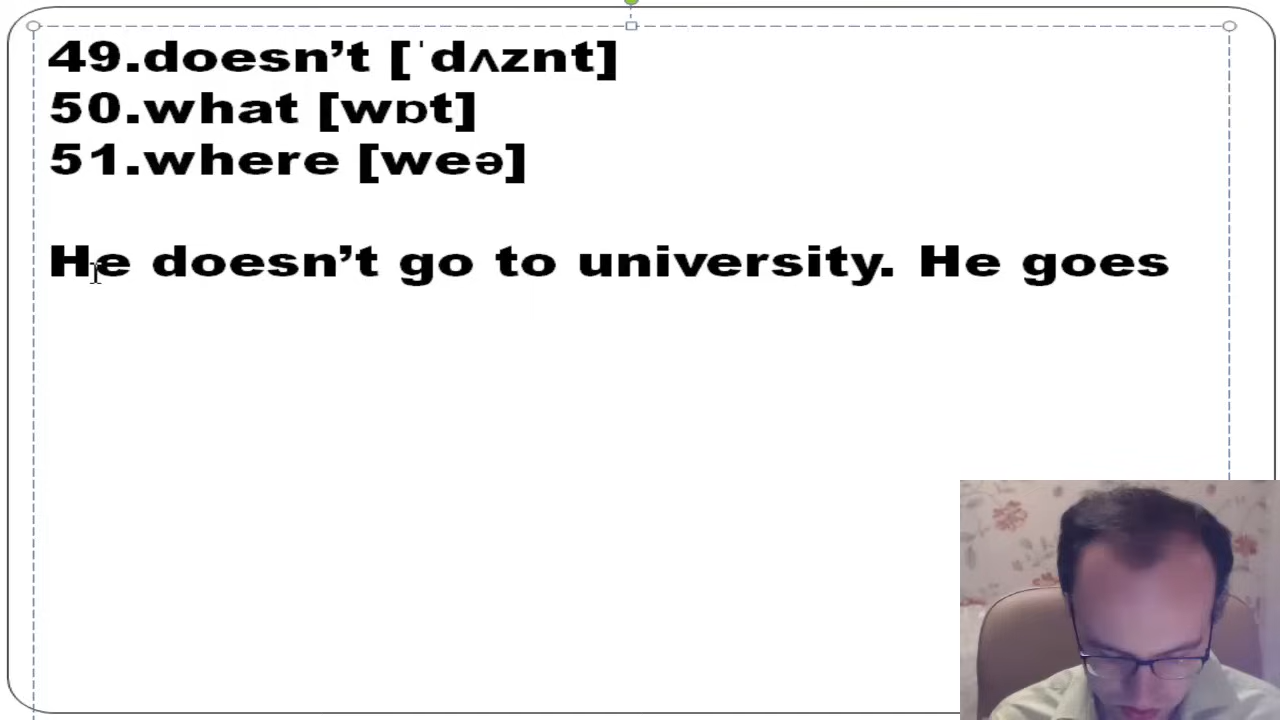 49.doesn’t [ˈdʌznt]
50.what [wɒt]
51.where [weə]
He doesn’t go to university. He goes